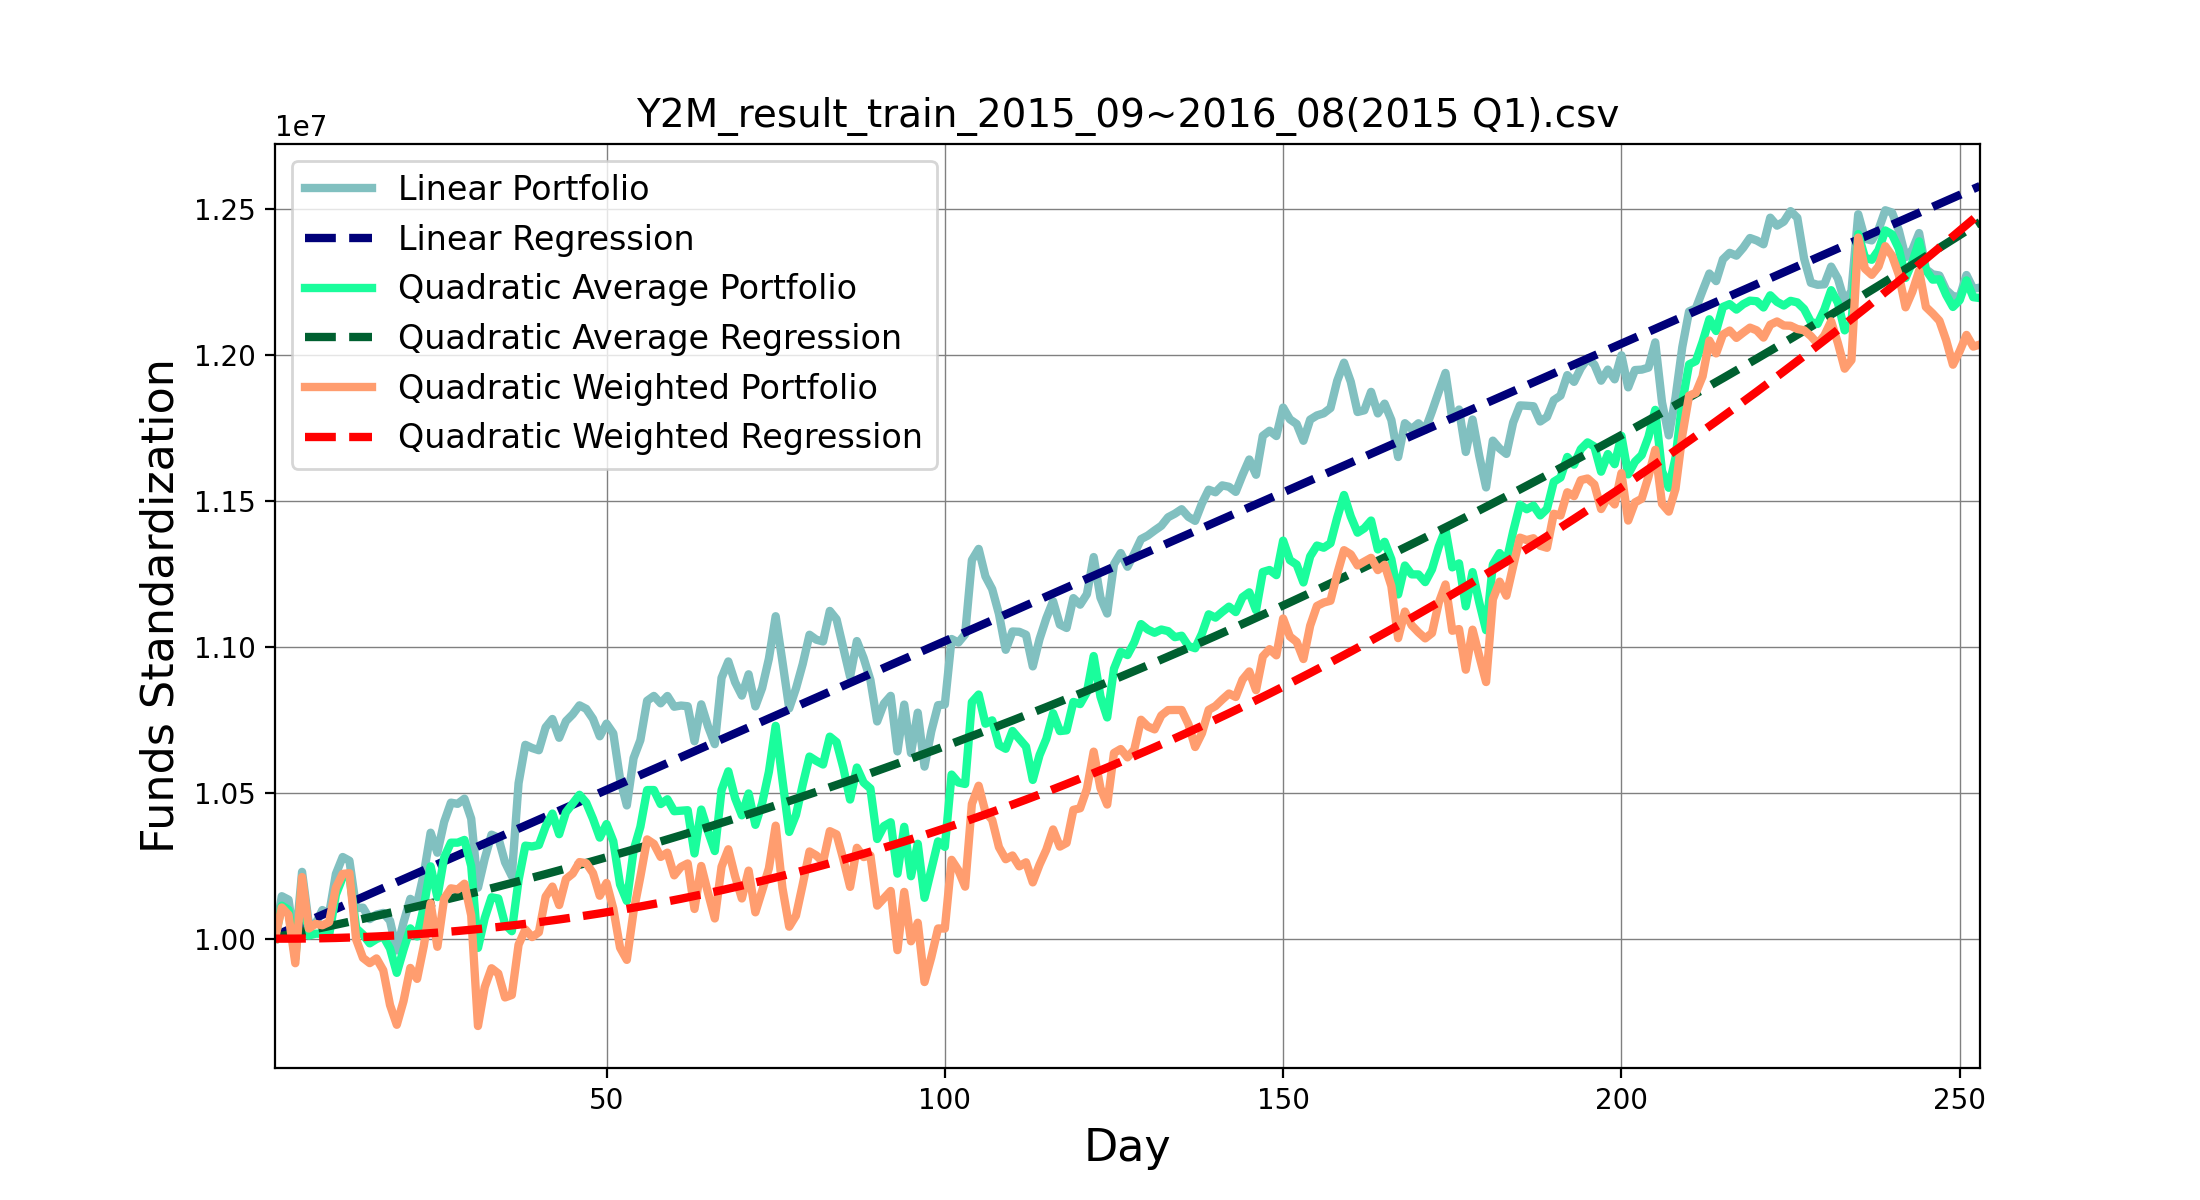 Y2M_result_train_2015_09~2016_08(2015 Q1).csv
1e7
Linear Portfolio
Linear Regression
Quadratic Average Portfolio
Quadratic Average Regression
Quadratic Weighted Portfolio
Quadratic Weighted Regression
Funds Standardization
1.25
1.20
1.15
1.10
1.05
1.00
50 100 150 200 250
Day